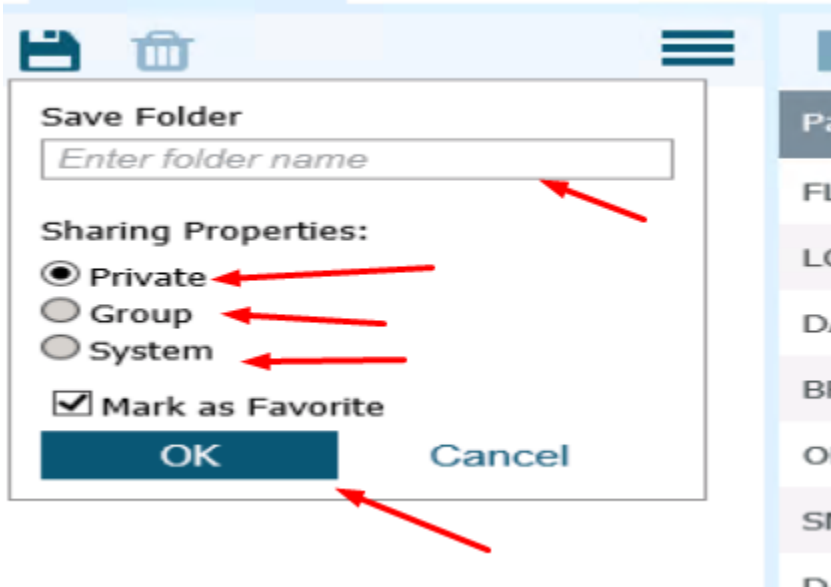 Save Folder
Enter folder name
Sharing Properties:
Private
Group
System
Mark as Favorite
OK Cancel